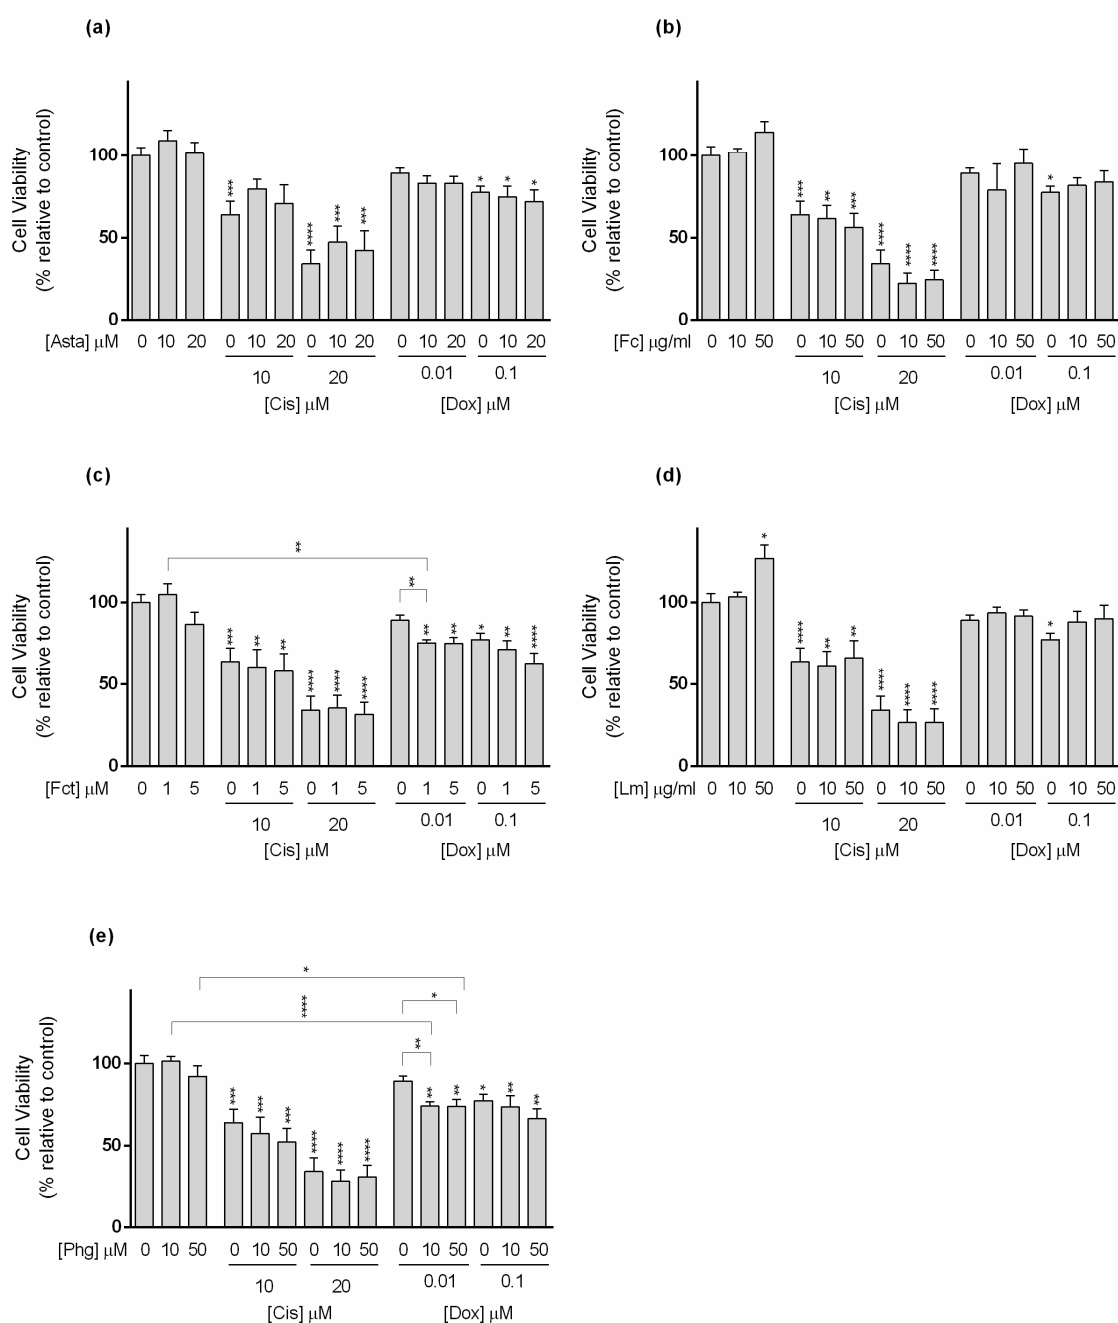 (a)
Cell Viability
(% relative to control)
100
50
0
***
****
***
***
*
*
*
[Asta] μM 0 10 20 0 10 20 0 10 20 0 10 20 0 10 20
10 20 0.01 0.1
[Cis] μM [Dox] μM
(b)
Cell Viability
(% relative to control)
100
50
0
***
**
***
****
****
****
*
[Fc] μg/ml 0 10 50 0 10 50 0 10 50 0 10 50 0 10 50
10 20 0.01 0.1
[Cis] μM [Dox] μM
(c)
Cell Viability
(% relative to control)
100
50
0
**
**
***
**
**
****
****
****
**
**
*
**
****
[Fct] μM 0 1 5 0 1 5 0 1 5 0 1 5 0 1 5
10 20 0.01 0.1
[Cis] μM [Dox] μM
(d)
Cell Viability
(% relative to control)
100
50
0
*
****
**
**
****
****
****
*
[Lm] μg/ml 0 10 50 0 10 50 0 10 50 0 10 50 0 10 50
10 20 0.01 0.1
[Cis] μM [Dox] μM
(e)
Cell Viability
(% relative to control)
100
50
0
*
****
*
**
***
***
***
****
****
****
**
**
*
**
**
[Phg] μM 0 10 50 0 10 50 0 10 50 0 10 50 0 10 50
10 20 0.01 0.1
[Cis] μM [Dox] μM